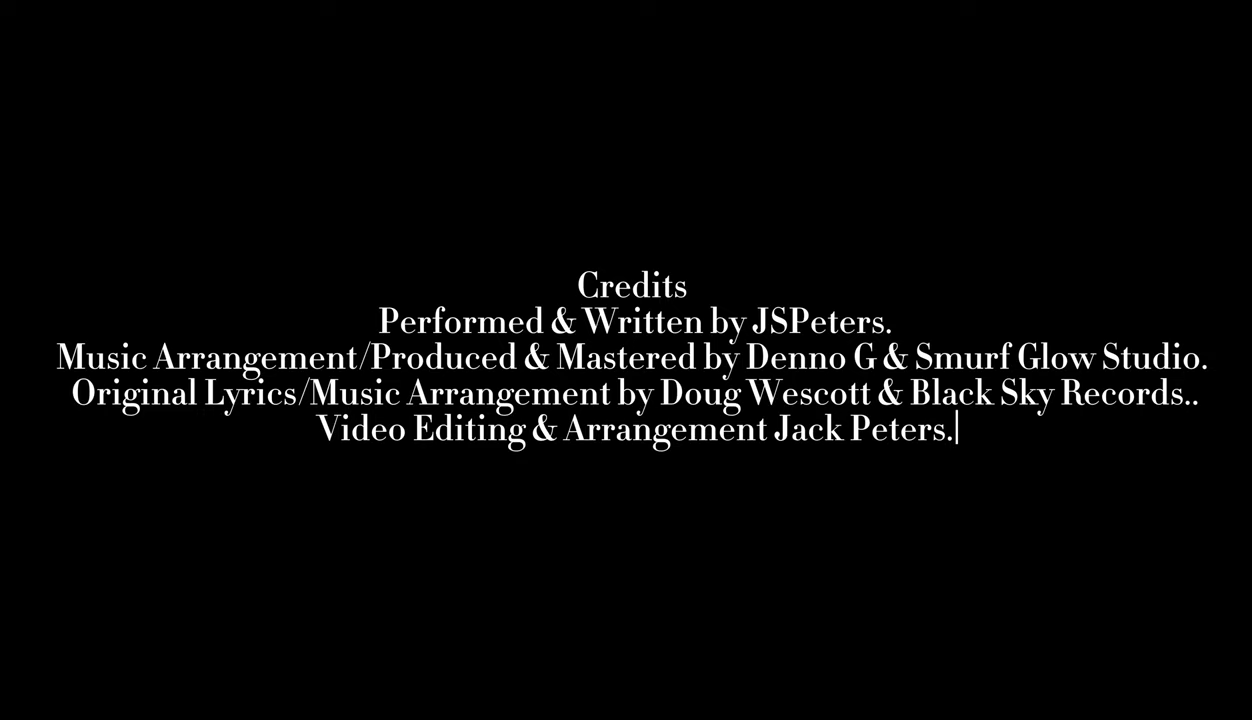 Credits
Performed & Written by JSPeters.
Music Arrangement/Produced & Mastered by Denno G & Smurf Glow Studio.
Original Lyrics/Music Arrangement by Doug Wescott & Black Sky Records..
Video Editing & Arrangement Jack Peters.|